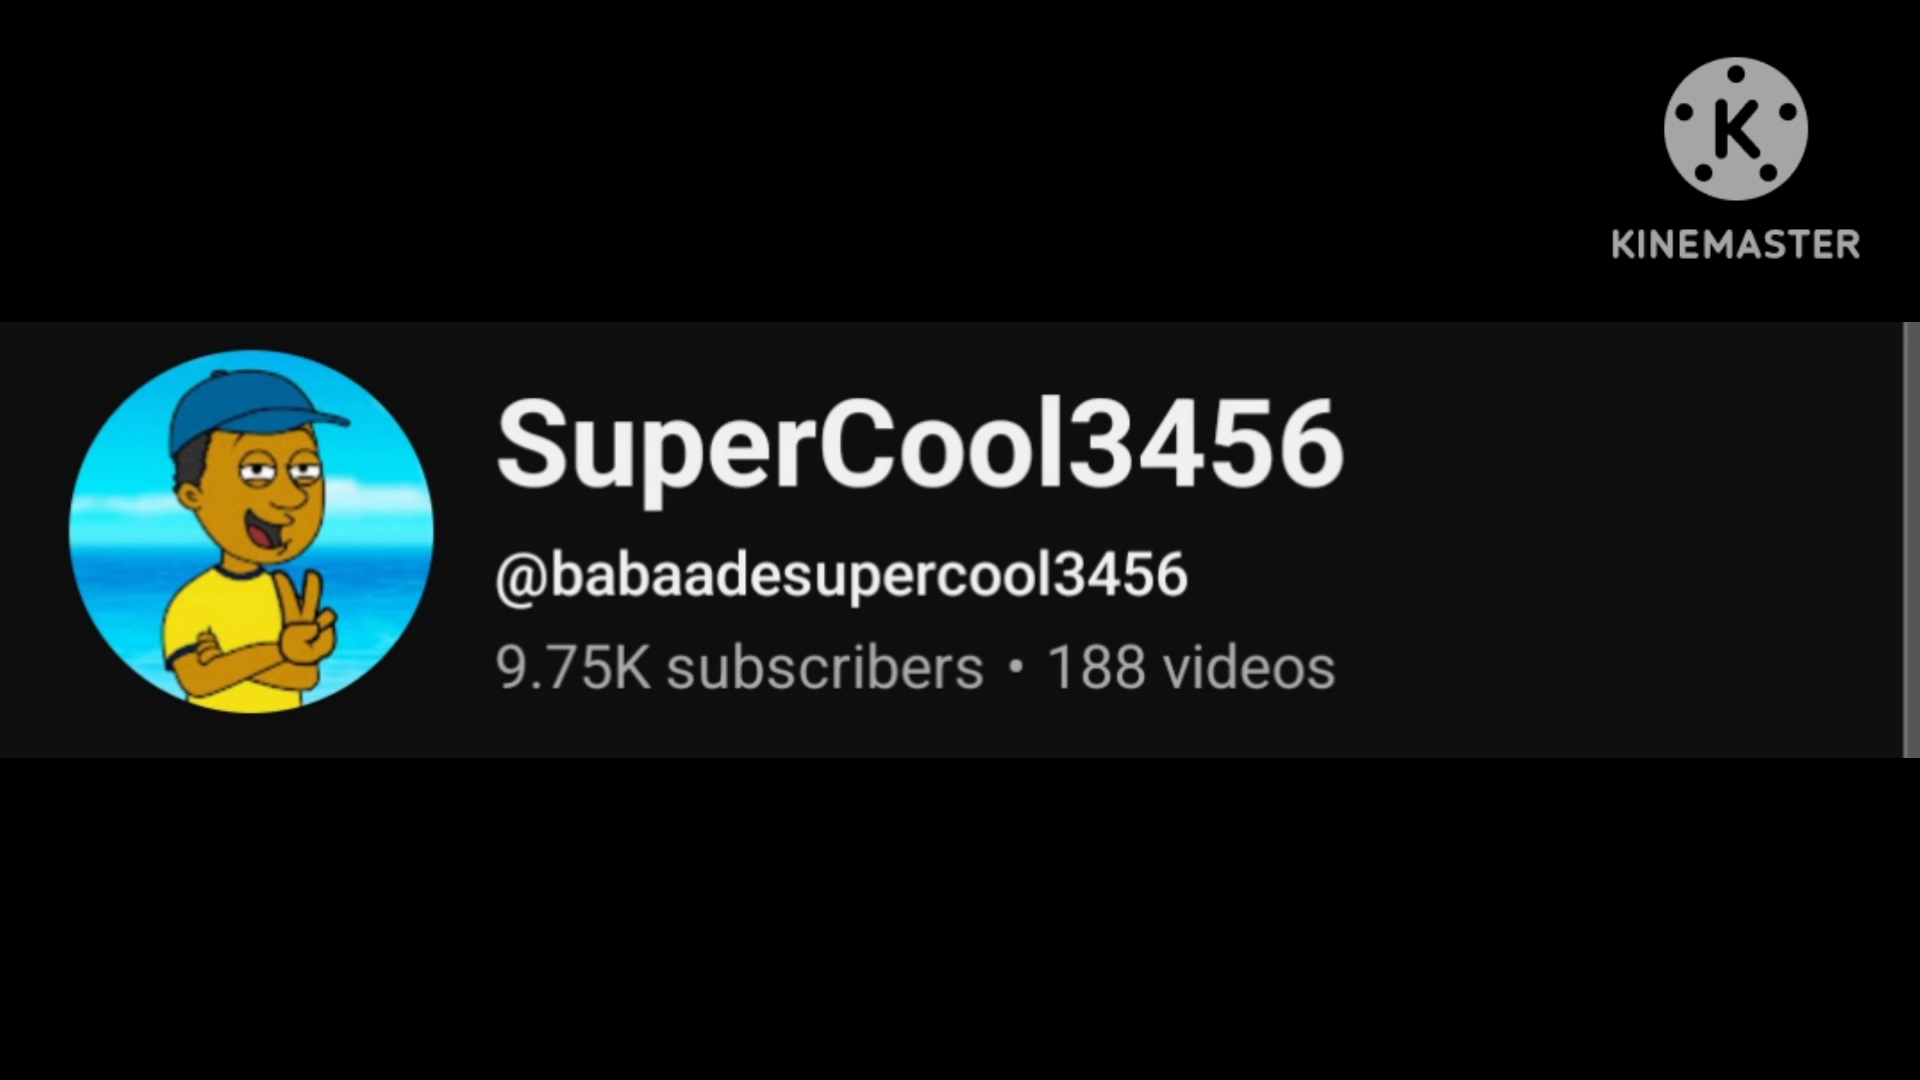 K
KINEMASTER
SuperCool3456
@babaadesupercool3456
9.75K subscribers • 188 videos